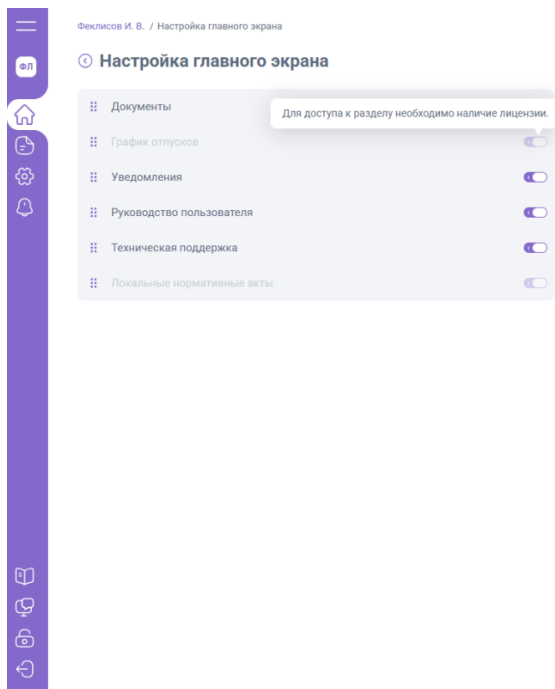 Феклисов И. В. / Настройка главного экрана
ФЛ
Настройка главного экрана
Документы
Для доступа к разделу необходимо наличие лицензии.
График отпусков
Уведомления
Руководство пользователя
Техническая поддержка
Локальные нормативные акты